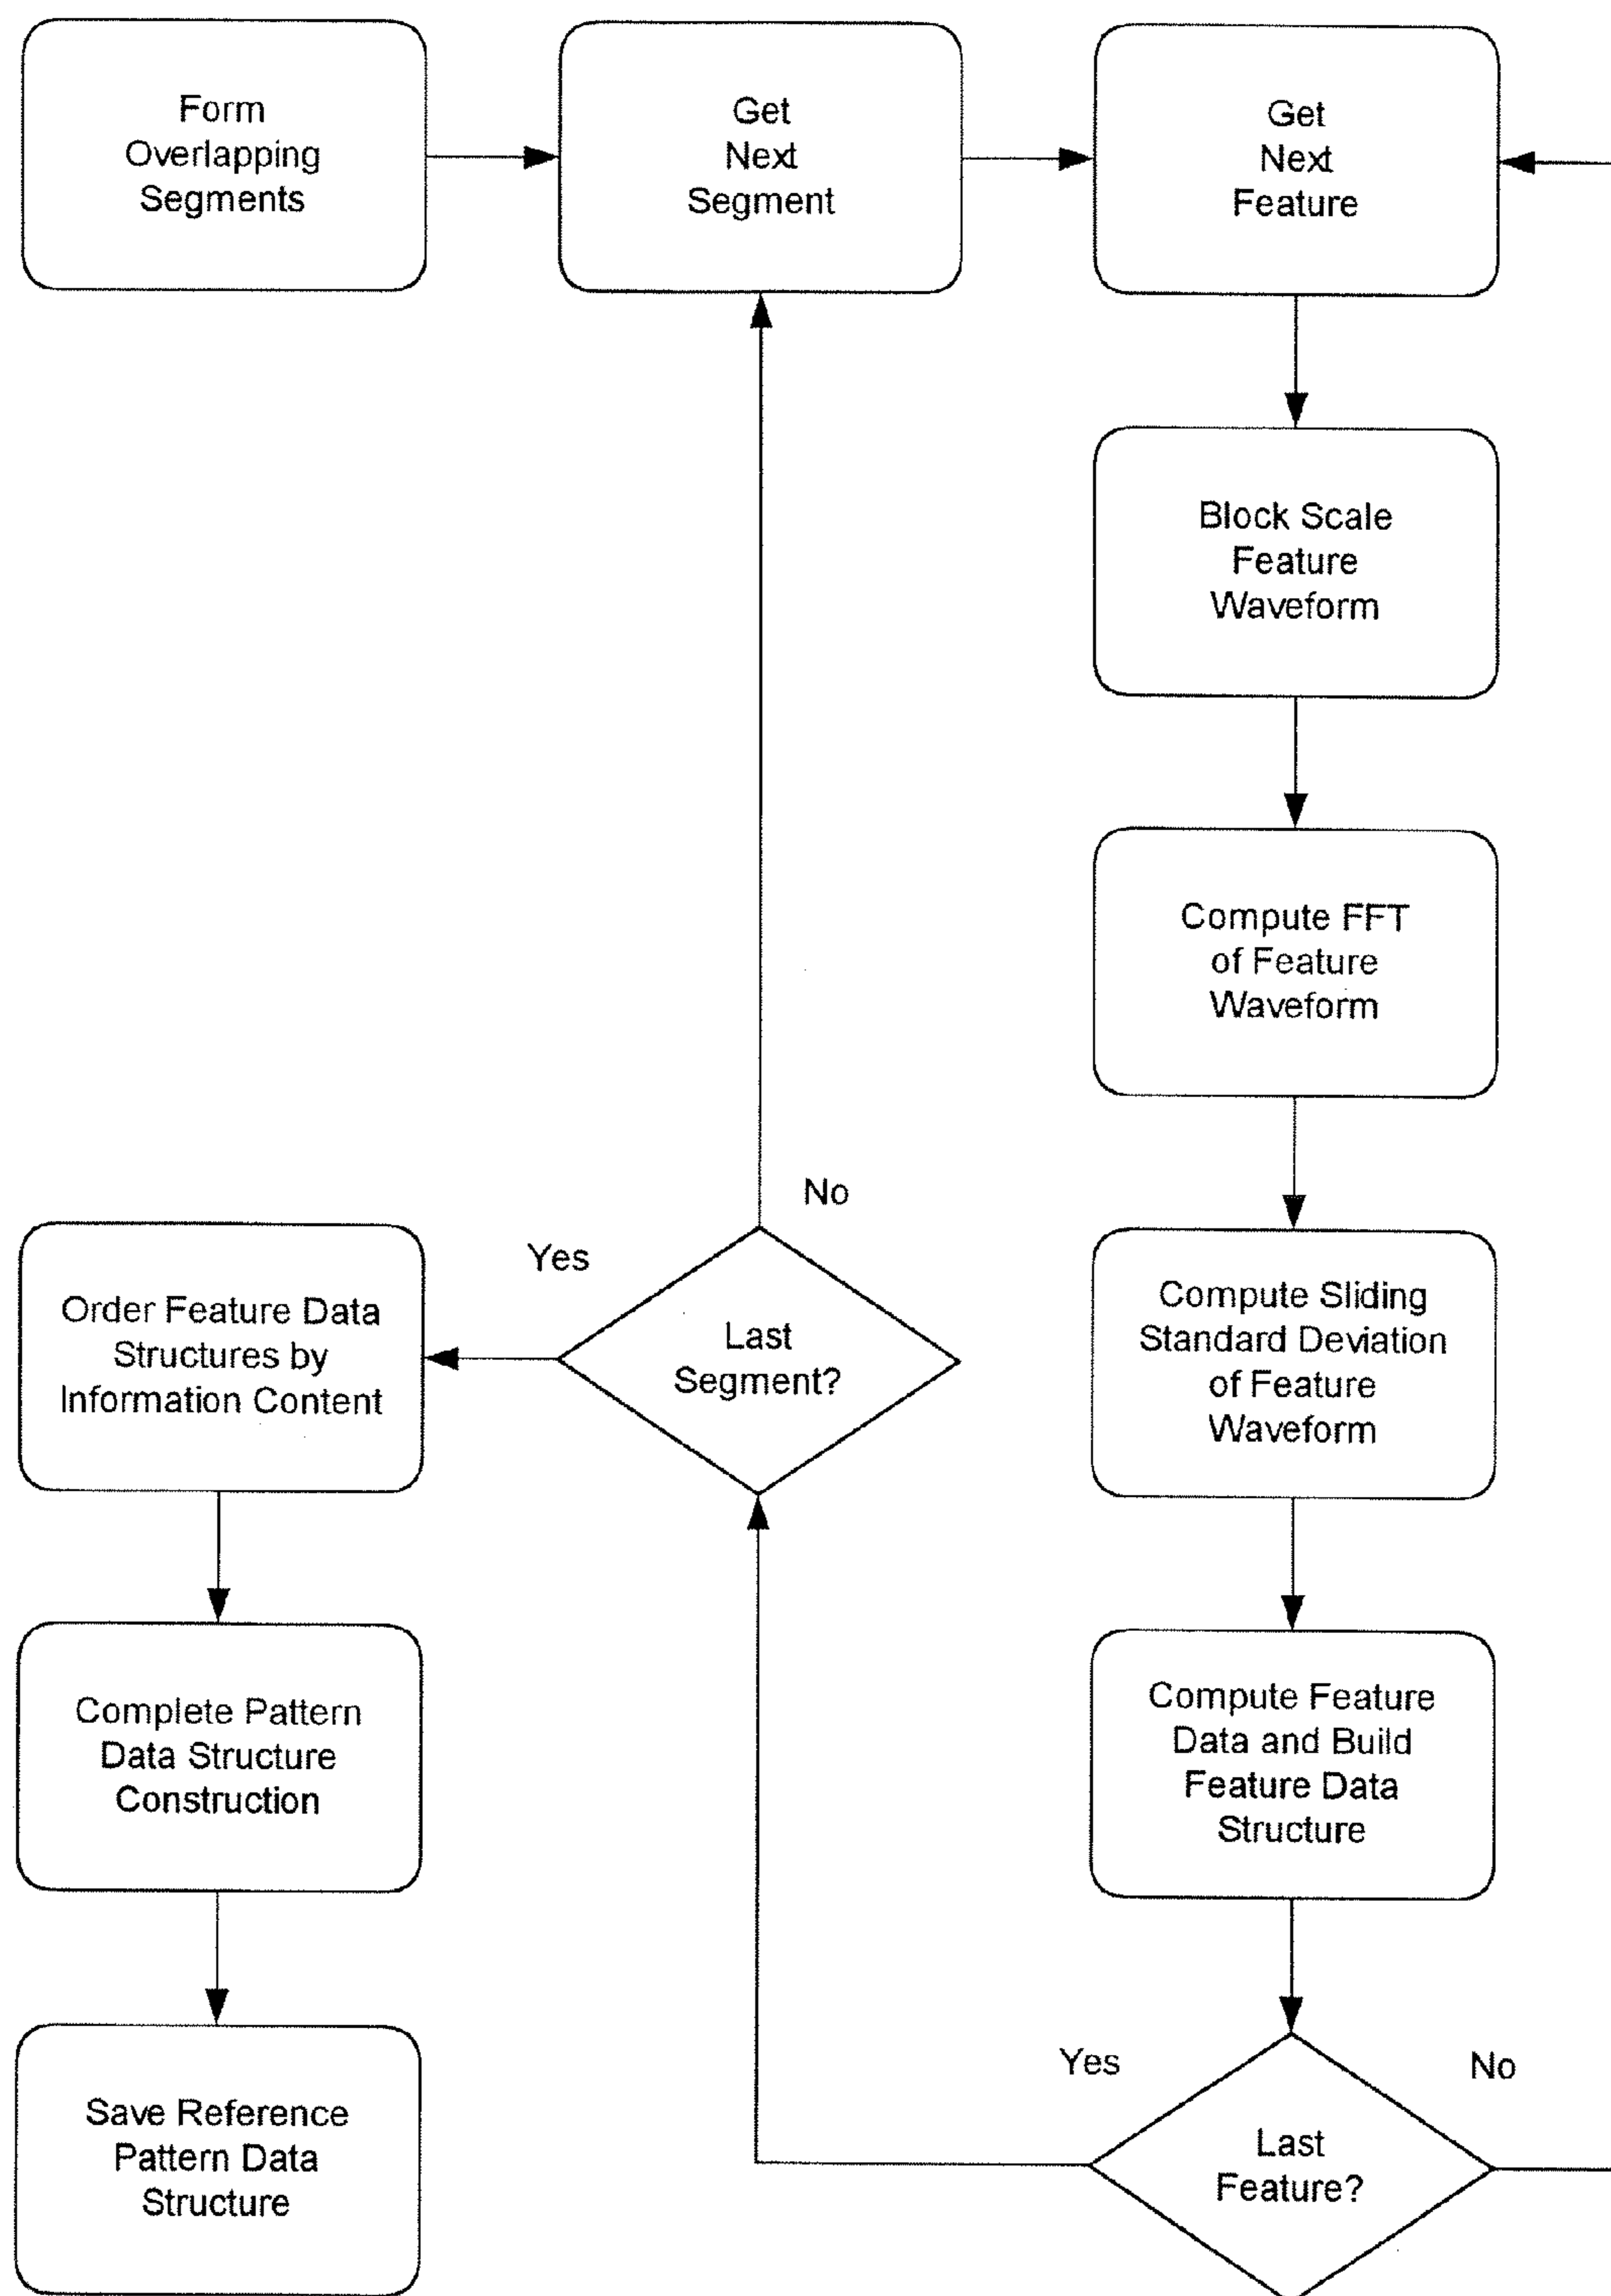 Form
Overlapping
Segments
Get
Next
Segment
Get
Next
Feature
Block Scale
Feature
Waveform
Compute FFT
of Feature
Waveform
Compute Sliding
Standard Deviation
of Feature
Waveform
Compute Feature
Data and Build
Feature Data
Structure
Last
Feature?
Yes
No
Last
Segment?
No
Yes
Order Feature Data
Structures by
Information Content
Complete Pattern
Data Structure
Construction
Save Reference
Pattern Data
Structure